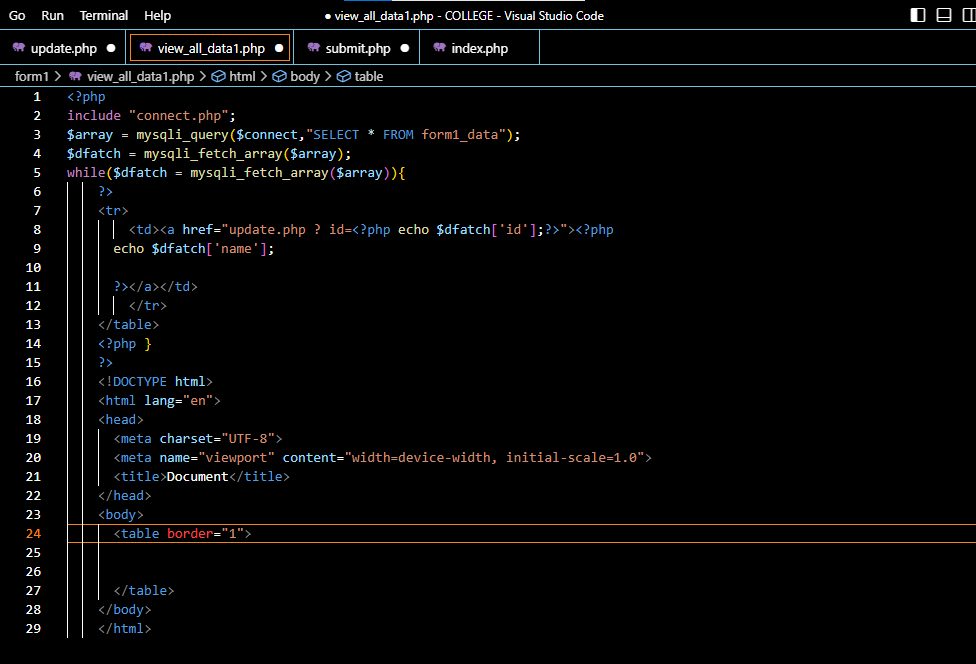 Go Run Terminal Help ● view_all_data1.php - COLLEGE - Visual Studio Code
update.php ● view_all_data1.php ● submit.php ● index.php
form1 > view_all_data1.php > html > body > table
1 <?php
2 include "connect.php";
3 $array = mysqli_query($connect,"SELECT * FROM form1_data");
4 $dfatch = mysqli_fetch_array($array);
5 while($dfatch = mysqli_fetch_array($array)){
6 ?>
7 <tr>
8 <td><a href="update.php ? id=<?php echo $dfatch['id'];?>"><?php
9 echo $dfatch['name'];
10
11 ?></a></td>
12 </tr>
13 </table>
14 <?php }
15 ?>
16 <!DOCTYPE html>
17 <html lang="en">
18 <head>
19 <meta charset="UTF-8">
20 <meta name="viewport" content="width=device-width, initial-scale=1.0">
21 <title>Document</title>
22 </head>
23 <body>
24 <table border="1">
25
26
27 </table>
28 </body>
29 </html>